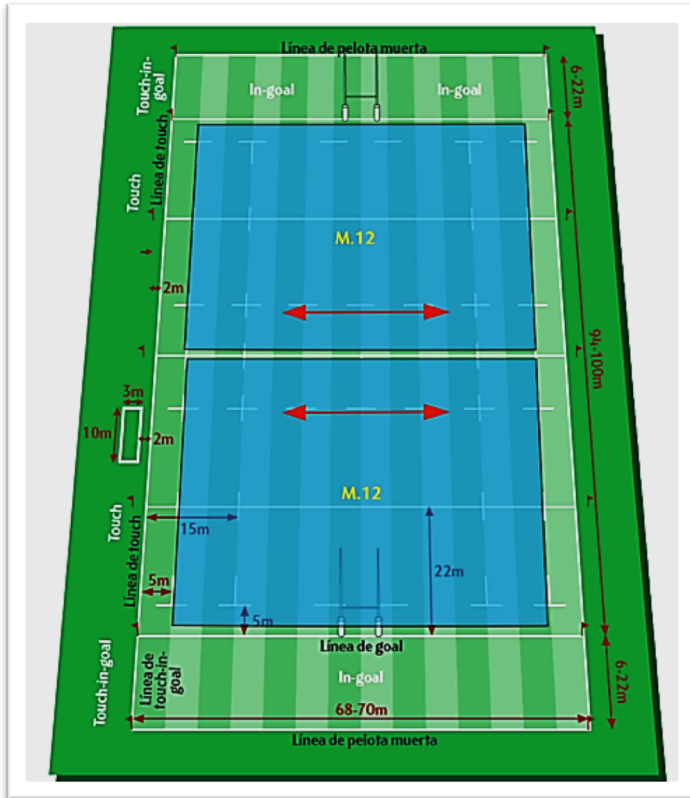 Línea de pelota muerta
Touch-in-
goal
In-goal
In-goal
6-22m
Línea de touch
Touch
M.12
2m
94-100m
3m
10m
2m
M.12
Touch
15m
22m
Línea de touch
5m
5m
Línea de goal
Touch-in-goal
Línea de
touch-in-
goal
In-goal
6-22m
68-70m
Línea de pelota muerta